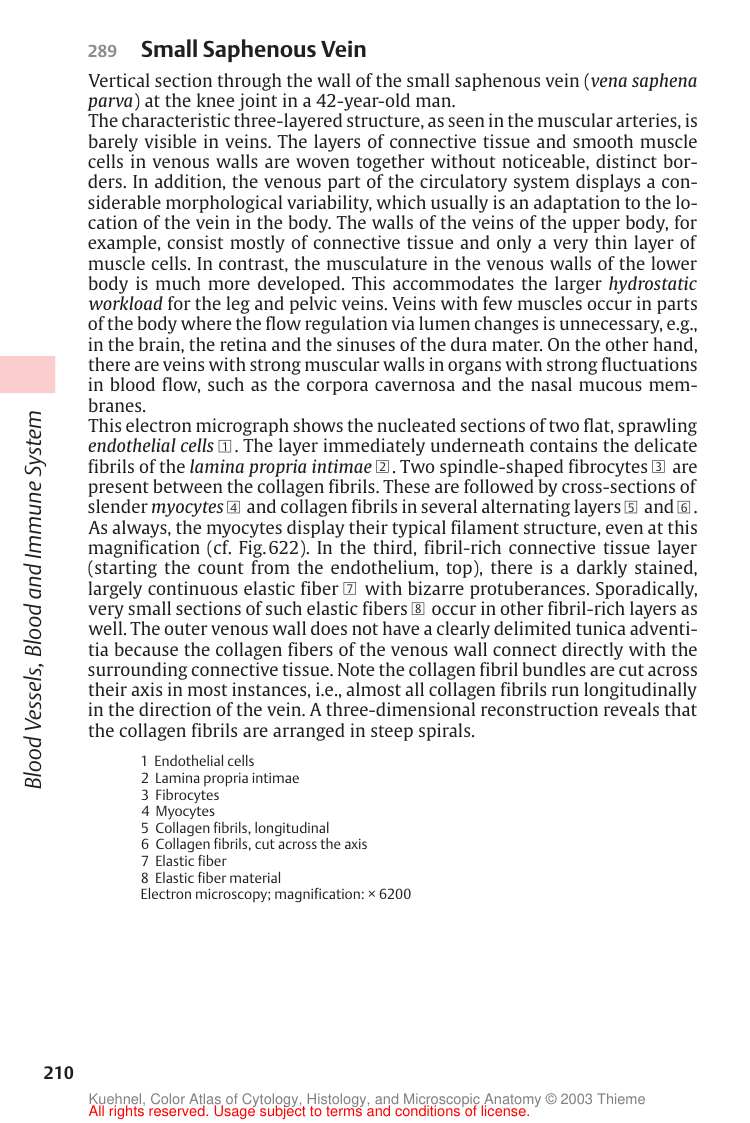 289 Small Saphenous Vein
Vertical section through the wall of the small saphenous vein (vena saphena
parva) at the knee joint in a 42-year-old man.
The characteristic three-layered structure, as seen in the muscular arteries, is
barely visible in veins. The layers of connective tissue and smooth muscle
cells in venous walls are woven together without noticeable, distinct bor-
ders. In addition, the venous part of the circulatory system displays a con-
siderable morphological variability, which usually is an adaptation to the lo-
cation of the vein in the body. The walls of the veins of the upper body, for
example, consist mostly of connective tissue and only a very thin layer of
muscle cells. In contrast, the musculature in the venous walls of the lower
body is much more developed. This accommodates the larger hydrostatic
workload for the leg and pelvic veins. Veins with few muscles occur in parts
of the body where the flow regulation via lumen changes is unnecessary, e.g.,
in the brain, the retina and the sinuses of the dura mater. On the other hand,
there are veins with strong muscular walls in organs with strong fluctuations
in blood flow, such as the corpora cavernosa and the nasal mucous mem-
branes.
This electron micrograph shows the nucleated sections of two flat, sprawling
endothelial cells 1. The layer immediately underneath contains the delicate
fibrils of the lamina propria intimae 2. Two spindle-shaped fibrocytes 3 are
present between the collagen fibrils. These are followed by cross-sections of
slender myocytes 4 and collagen fibrils in several alternating layers 5 and 6.
As always, the myocytes display their typical filament structure, even at this
magnification (cf. Fig. 622). In the third, fibril-rich connective tissue layer
(starting the count from the endothelium, top), there is a darkly stained,
largely continuous elastic fiber 7 with bizarre protuberances. Sporadically,
very small sections of such elastic fibers 8 occur in other fibril-rich layers as
well. The outer venous wall does not have a clearly delimited tunica adventi-
tia because the collagen fibers of the venous wall connect directly with the
surrounding connective tissue. Note the collagen fibril bundles are cut across
their axis in most instances, i.e., almost all collagen fibrils run longitudinally
in the direction of the vein. A three-dimensional reconstruction reveals that
the collagen fibrils are arranged in steep spirals.
1 Endothelial cells
2 Lamina propria intimae
3 Fibrocytes
4 Myocytes
5 Collagen fibrils, longitudinal
6 Collagen fibrils, cut across the axis
7 Elastic fiber
8 Elastic fiber material
Electron microscopy; magnification: × 6200
Blood Vessels, Blood and Immune System
210
Kuehnel, Color Atlas of Cytology, Histology, and Microscopic Anatomy © 2003 Thieme
All rights reserved. Usage subject to terms and conditions of license.